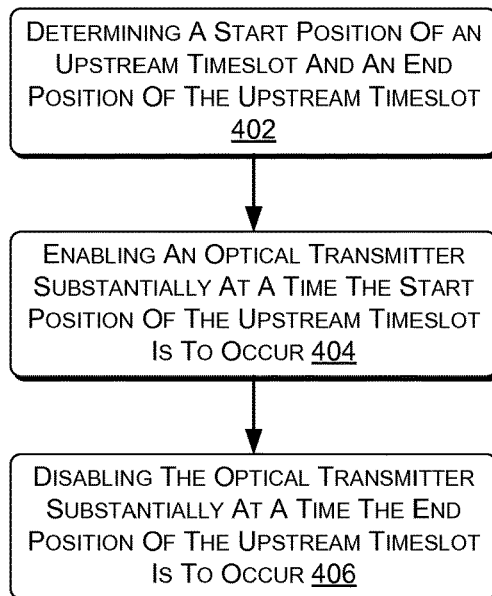 DETERMINING A START POSITION OF AN
UPSTREAM TIMESLOT AND AN END
POSITION OF THE UPSTREAM TIMESLOT
402
ENABLING AN OPTICAL TRANSMITTER
SUBSTANTIALLY AT A TIME THE START
POSITION OF THE UPSTREAM TIMESLOT
IS TO OCCUR 404
DISABLING THE OPTICAL TRANSMITTER
SUBSTANTIALLY AT A TIME THE END
POSITION OF THE UPSTREAM TIMESLOT
IS TO OCCUR 406